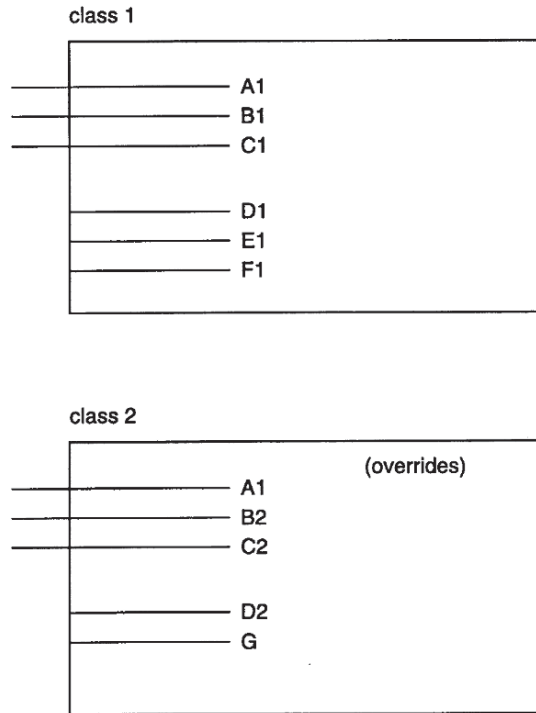 class 1
A1
B1
C1
D1
E1
F1
class 2
(overrides)
A1
B2
C2
D2
G